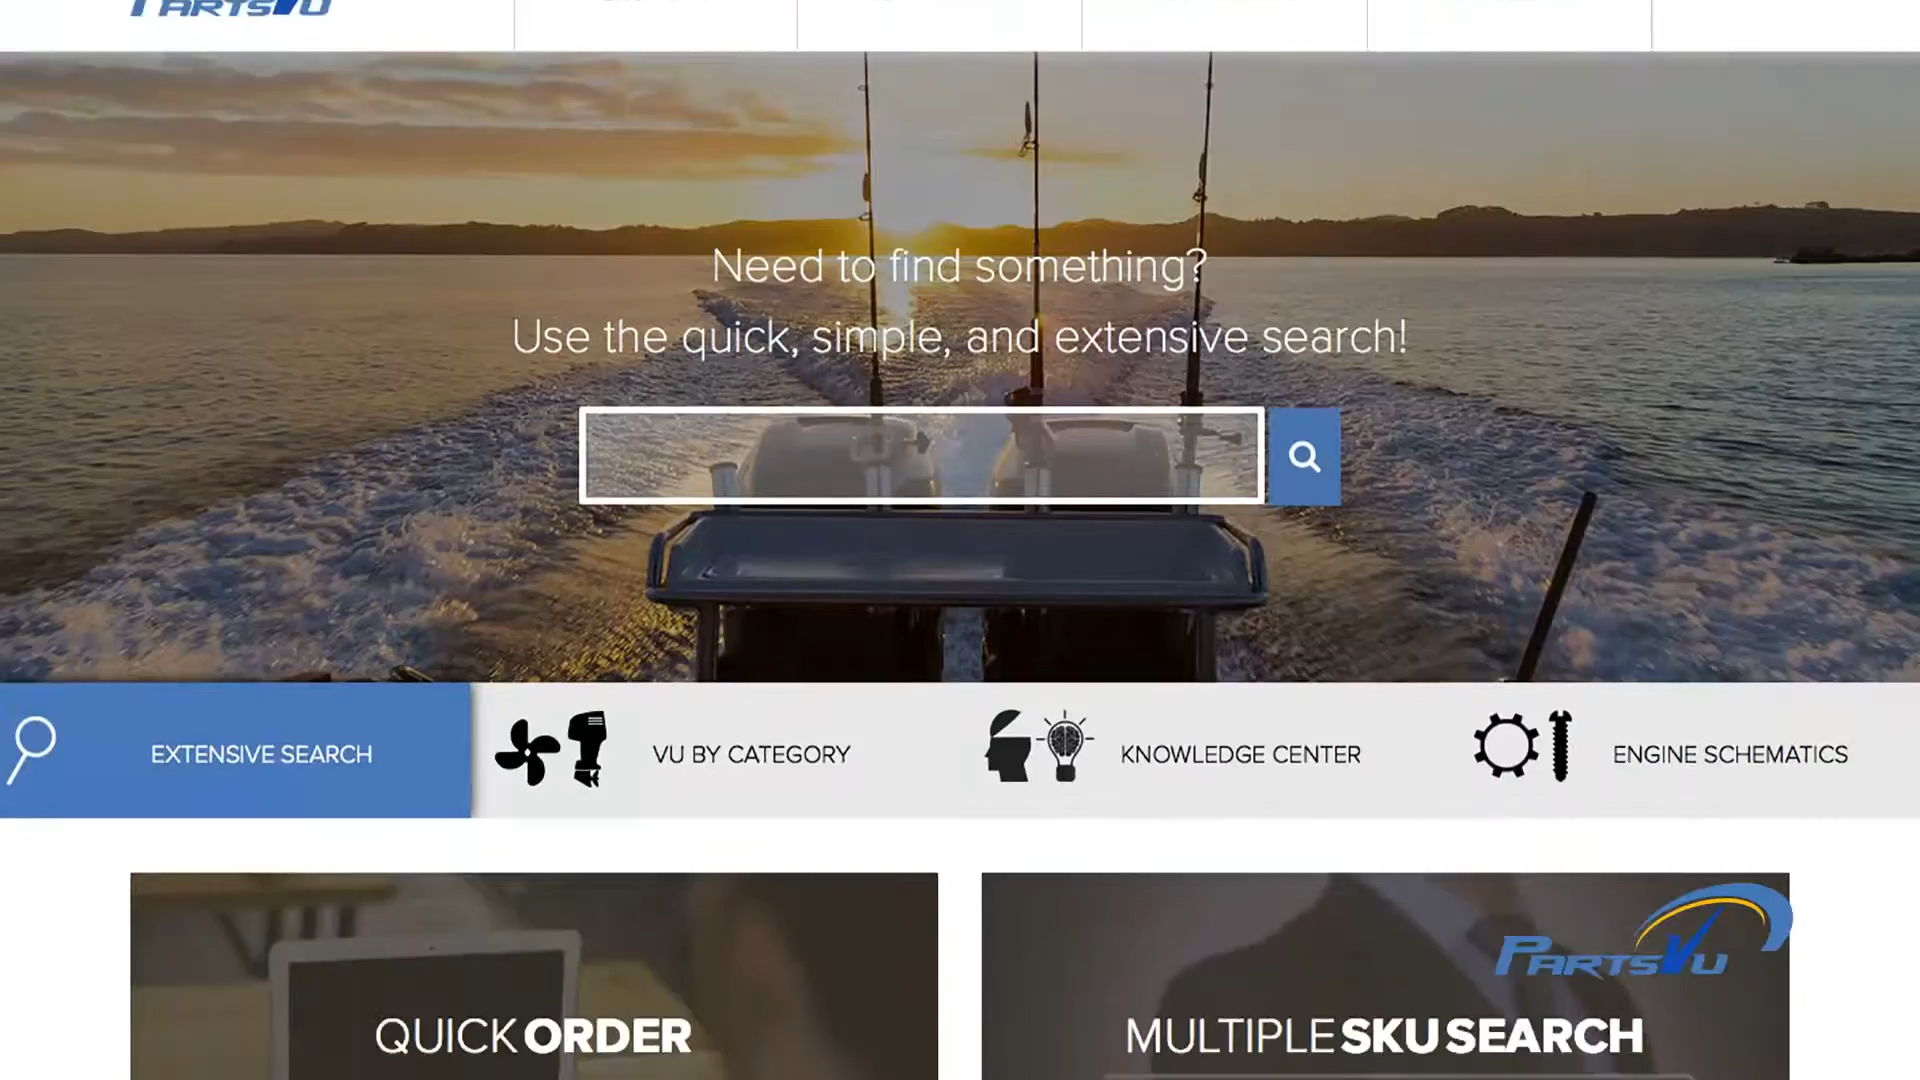 PARTSVU
Need to find something?
Use the quick, simple, and extensive search!
EXTENSIVE SEARCH
VU BY CATEGORY
KNOWLEDGE CENTER
ENGINE SCHEMATICS
PARTSVU
QUICK ORDER
MULTIPLE SKU SEARCH